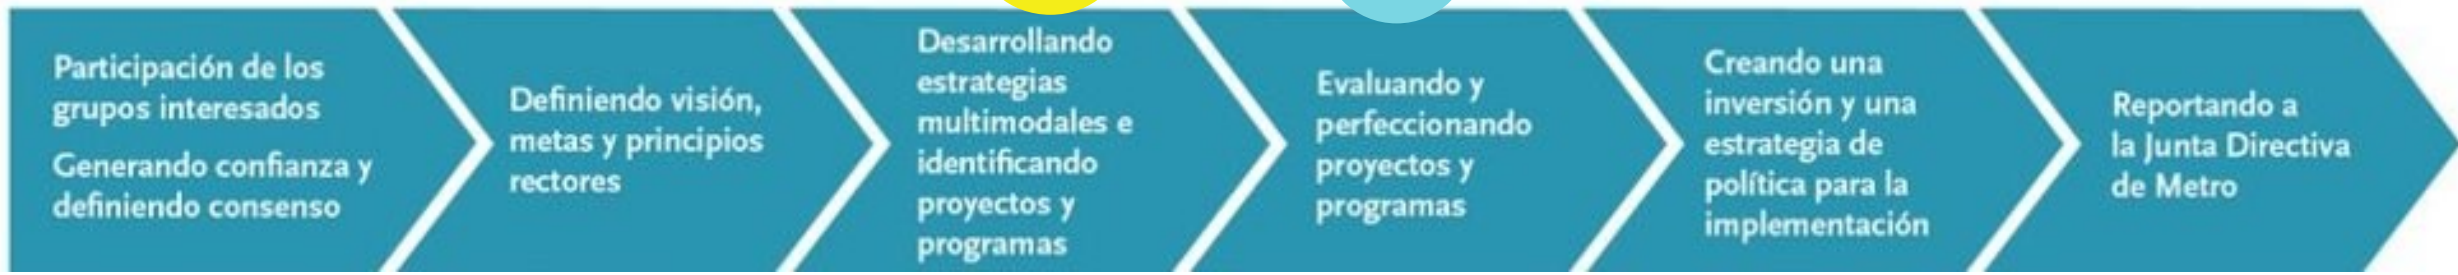 Participación de los
grupos interesados
Generando confianza y
definiendo consenso
Definiendo visión,
metas y principios
rectores
Desarrollando
estrategias
multimodales e
identificando
proyectos y
programas
Evaluando y
perfeccionando
proyectos y
programas
Creando una
inversión y una
estrategia de
política para la
implementación
Reportando a
la Junta Directiva
de Metro